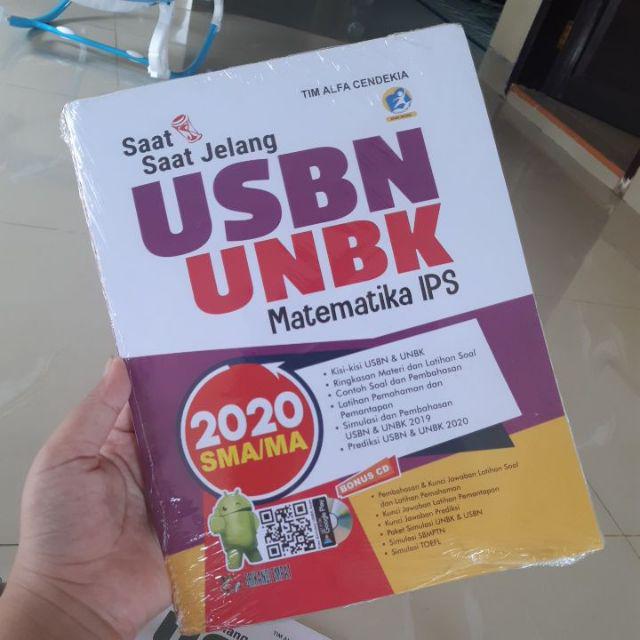 TIM ALFA CENDEKIA
Saat
Saat Jelang
USBN
UNBK
Matematika IPS
2020
SMA/MA
• Kisi-kisi USBN & UNBK
• Ringkasan Materi dan Latihan Soal
• Contoh Soal dan Pembahasan
• Latihan Pemahaman dan
Pemantapan
• Simulasi dan Pembahasan
USBN & UNBK 2019
• Prediksi USBN & UNBK 2020
BONUS CD
• Pembahasan & Kunci Jawaban Latihan Soal
dan Latihan Pemahaman
• Kunci Jawaban Latihan Pemantapan
• Kunci Jawaban Prediksi
• Paket Simulasi UNBK & USBN
• Simulasi SBMPTN
• Simulasi TOEFL